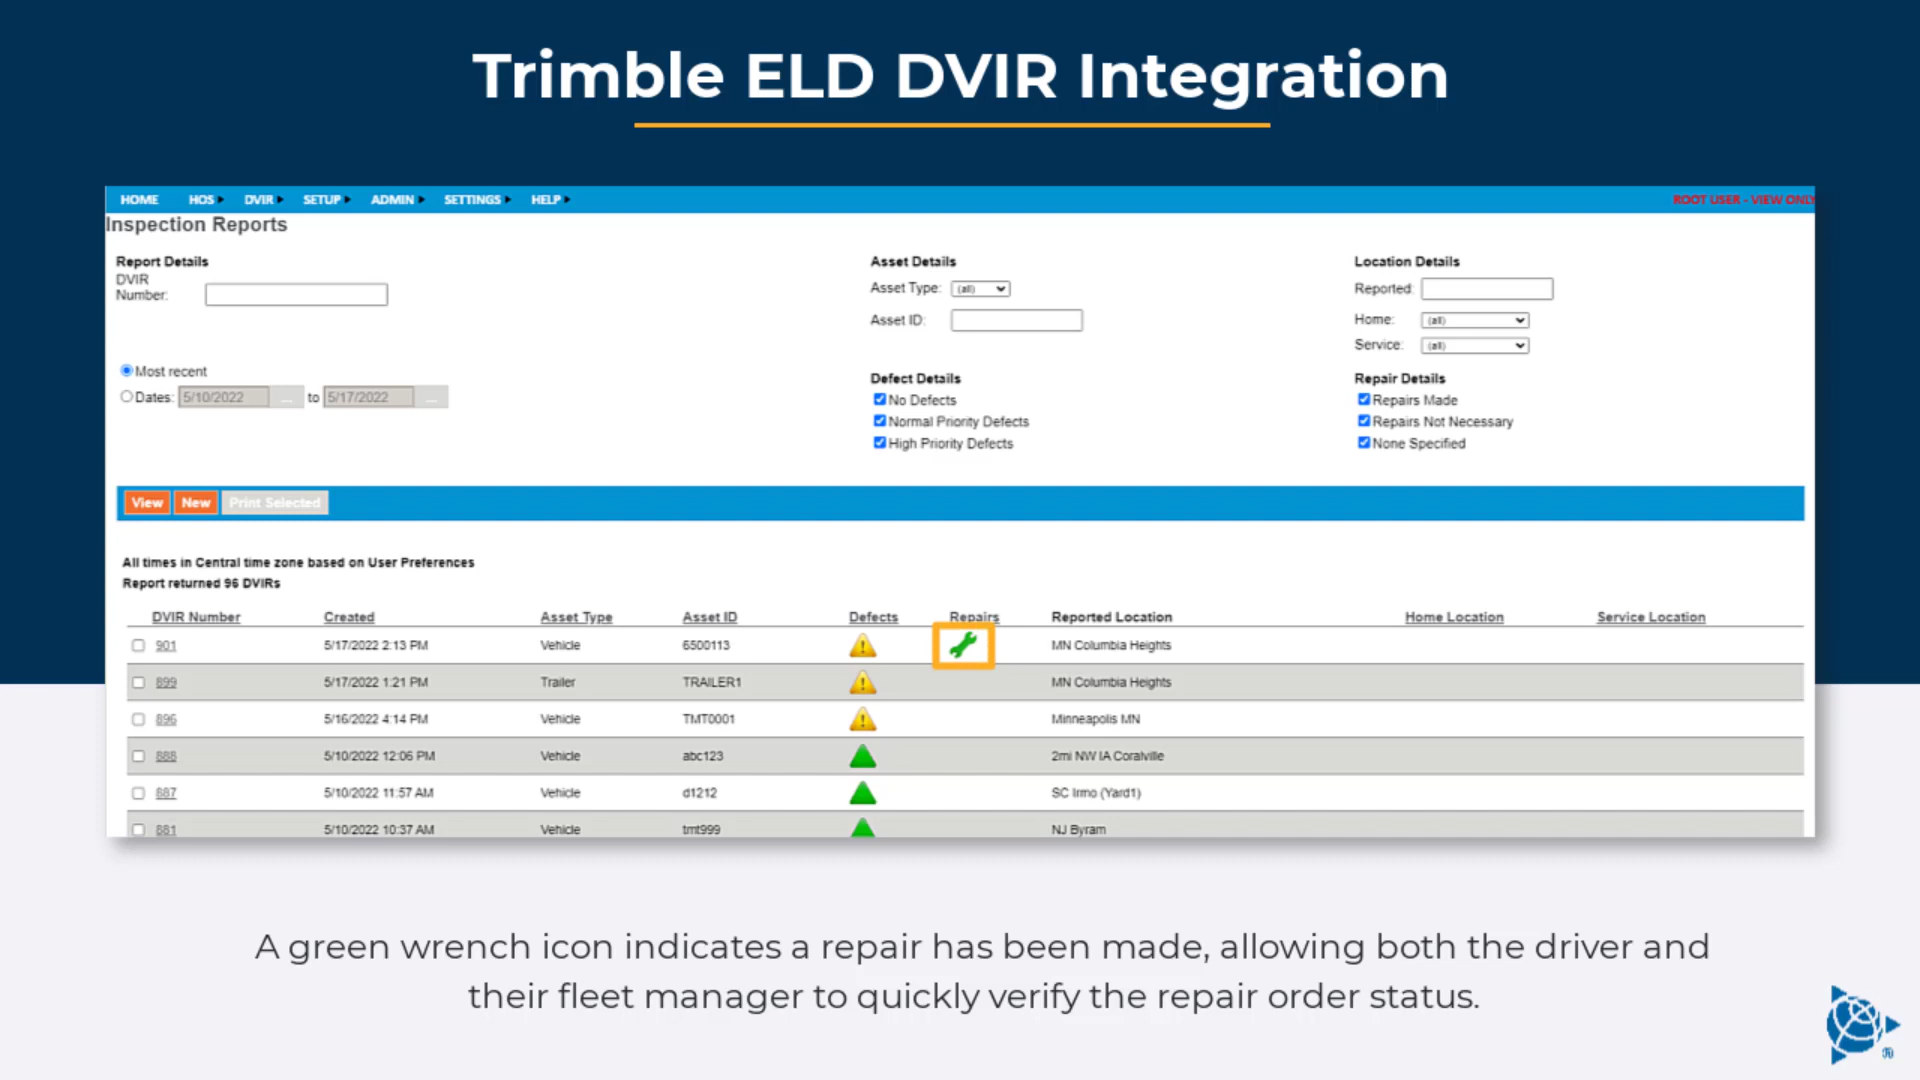 Trimble ELD DVIR Integration
HOME HOS DVIR SETUP ADMIN SETTINGS HELP ROOT USER - VIEW ONLY
Inspection Reports
Report Details Asset Details Location Details
DVIR
Number: Asset Type: (all) Reported:
Asset ID: Home: (all)
Service: (all)
Most recent Defect Details Repair Details
Dates: 5/10/2022 ... to 5/17/2022 ... No Defects Repairs Made
Normal Priority Defects Repairs Not Necessary
High Priority Defects None Specified
View New Print Selected
All times in Central time zone based on User Preferences
Report returned 96 DVIRs
DVIR Number Created Asset Type Asset ID Defects Repairs Reported Location Home Location Service Location
901 5/17/2022 2:13 PM Vehicle 6500113 MN Columbia Heights
899 5/17/2022 1:21 PM Trailer TRAILER1 MN Columbia Heights
896 5/16/2022 4:14 PM Vehicle TMT0001 Minneapolis MN
888 5/10/2022 12:06 PM Vehicle abc123 2mi NW IA Coralville
887 5/10/2022 11:57 AM Vehicle d1212 SC Irmo (Yard1)
881 5/10/2022 10:37 AM Vehicle tmt999 NJ Byram
A green wrench icon indicates a repair has been made, allowing both the driver and
their fleet manager to quickly verify the repair order status.
®